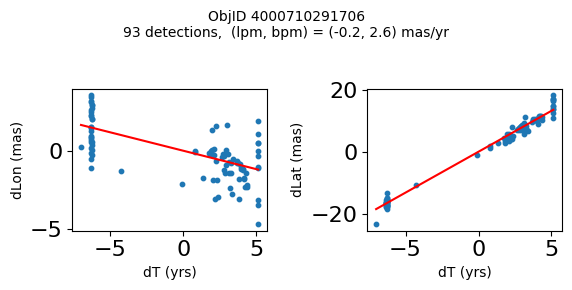 ObjID 4000710291706
93 detections,  (lpm, bpm) = (-0.2, 2.6) mas/yr
dLon (mas)
0
−5
−5
0
5
dT (yrs)
dLat (mas)
20
0
−20
−5
0
5
dT (yrs)